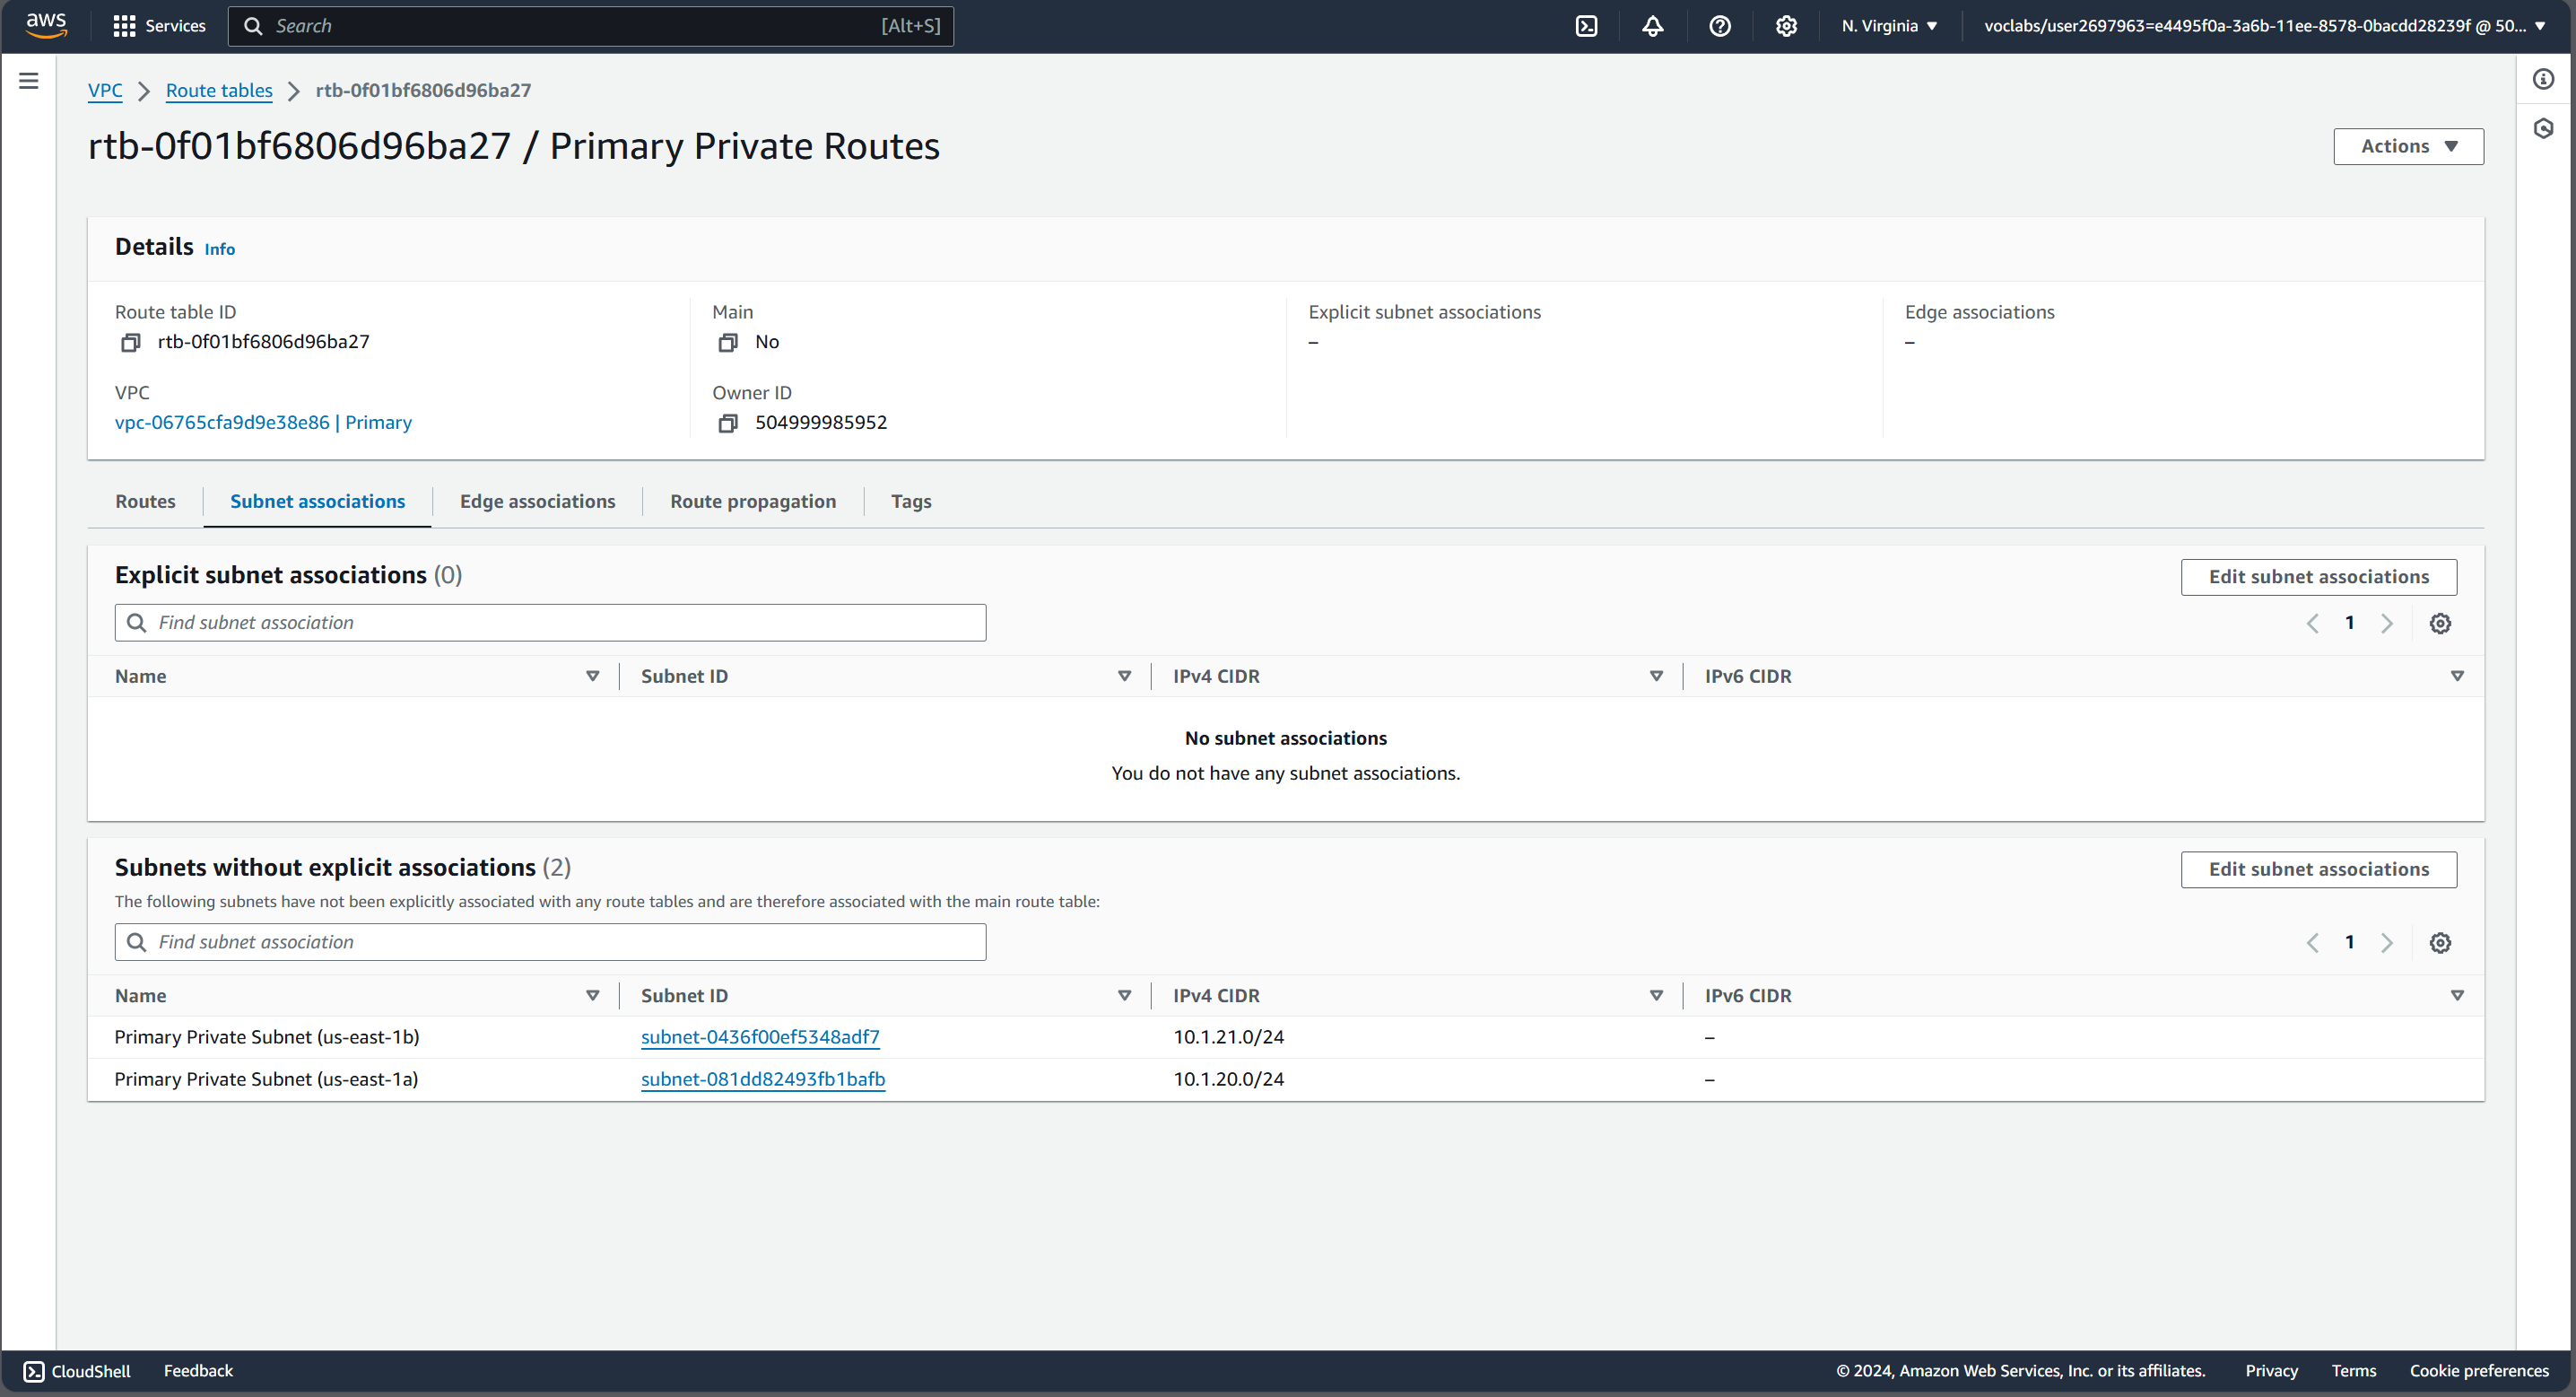 aws Services Search [Alt+S] N. Virginia voclabs/user2697963=e4495f0a-3a6b-11ee-8578-0bacdd28239f @ 50...
VPC Route tables rtb-0f01bf6806d96ba27
rtb-0f01bf6806d96ba27 / Primary Private Routes
Actions
Details Info
Route table ID
rtb-0f01bf6806d96ba27
Main
No
Explicit subnet associations
–
Edge associations
–
VPC
vpc-06765cfa9d9e38e86 | Primary
Owner ID
504999985952
Routes Subnet associations Edge associations Route propagation Tags
Explicit subnet associations (0)
Edit subnet associations
Find subnet association
1
Name Subnet ID IPv4 CIDR IPv6 CIDR
No subnet associations
You do not have any subnet associations.
Subnets without explicit associations (2)
Edit subnet associations
The following subnets have not been explicitly associated with any route tables and are therefore associated with the main route table:
Find subnet association
1
Name Subnet ID IPv4 CIDR IPv6 CIDR
Primary Private Subnet (us-east-1b) subnet-0436f00ef5348adf7 10.1.21.0/24 –
Primary Private Subnet (us-east-1a) subnet-081dd82493fb1bafb 10.1.20.0/24 –
CloudShell Feedback © 2024, Amazon Web Services, Inc. or its affiliates. Privacy Terms Cookie preferences